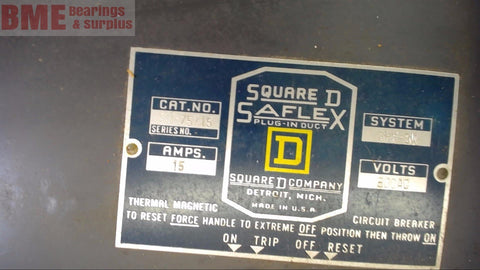 BME Bearings
& Surplus
SQUARE D
SAFLEX
PLUG-IN DUCT
CAT.NO.
SERIES NO.
SYSTEM
AMPS.
15
VOLTS
D
SQUARE D COMPANY
DETROIT, MICH.
MADE IN U.S.A.
THERMAL MAGNETIC
CIRCUIT BREAKER
TO RESET FORCE HANDLE TO EXTREME OFF POSITION THEN THROW ON
ON TRIP OFF RESET